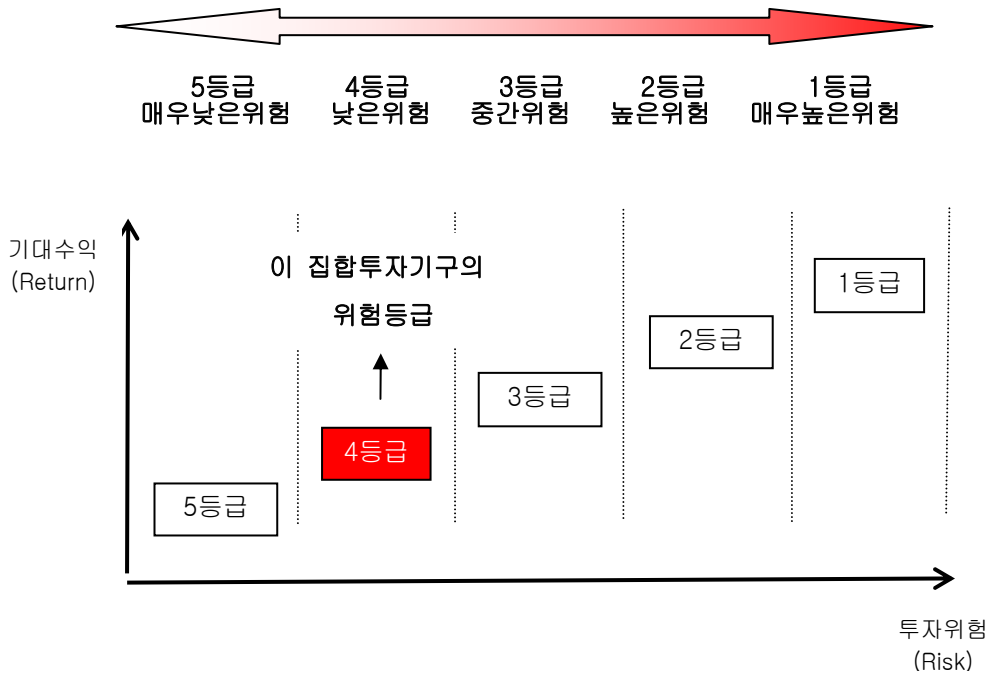 5등급
매우낮은위험
4등급
낮은위험
3등급
중간위험
2등급
높은위험
1등급
매우높은위험
기대수익
(Return)
이 집합투자기구의
위험등급
1등급
2등급
3등급
4등급
5등급
투자위험
(Risk)